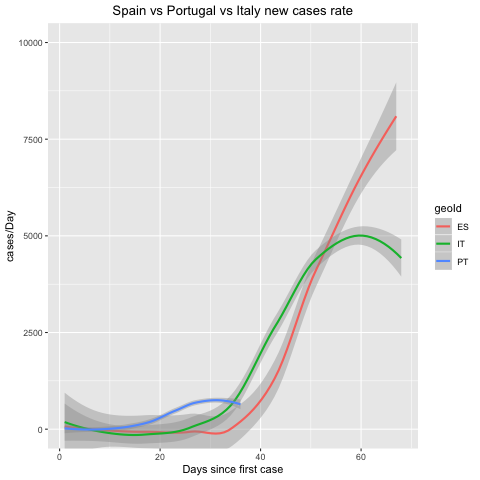 Spain vs Portugal vs Italy new cases rate
cases/Day
10000
7500
5000
2500
0
0 20 40 60
Days since first case
geoId
ES
IT
PT